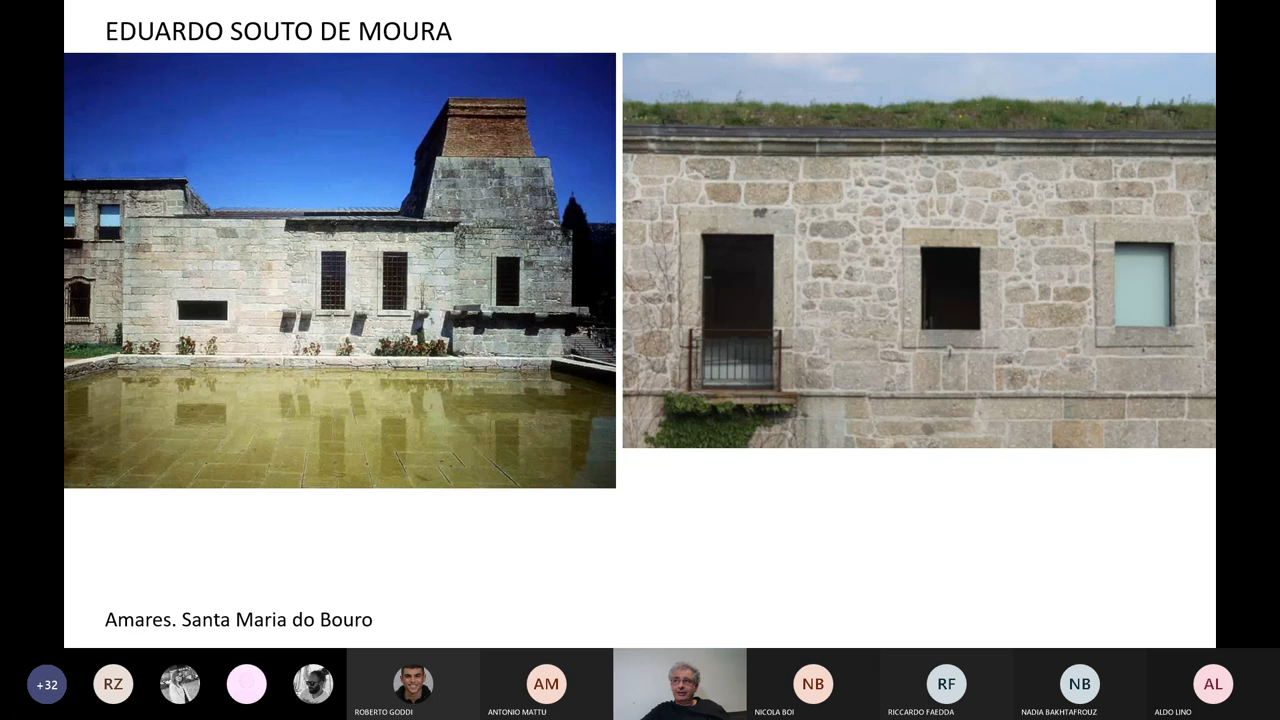 EDUARDO SOUTO DE MOURA
Amares. Santa Maria do Bouro
+32
RZ
ROBERTO GODDI
AM
ANTONIO MATTU
NB
NICOLA BOI
RF
RICCARDO FAEDDA
NB
NADIA BAKHTAFROUZ
AL
ALDO LINO